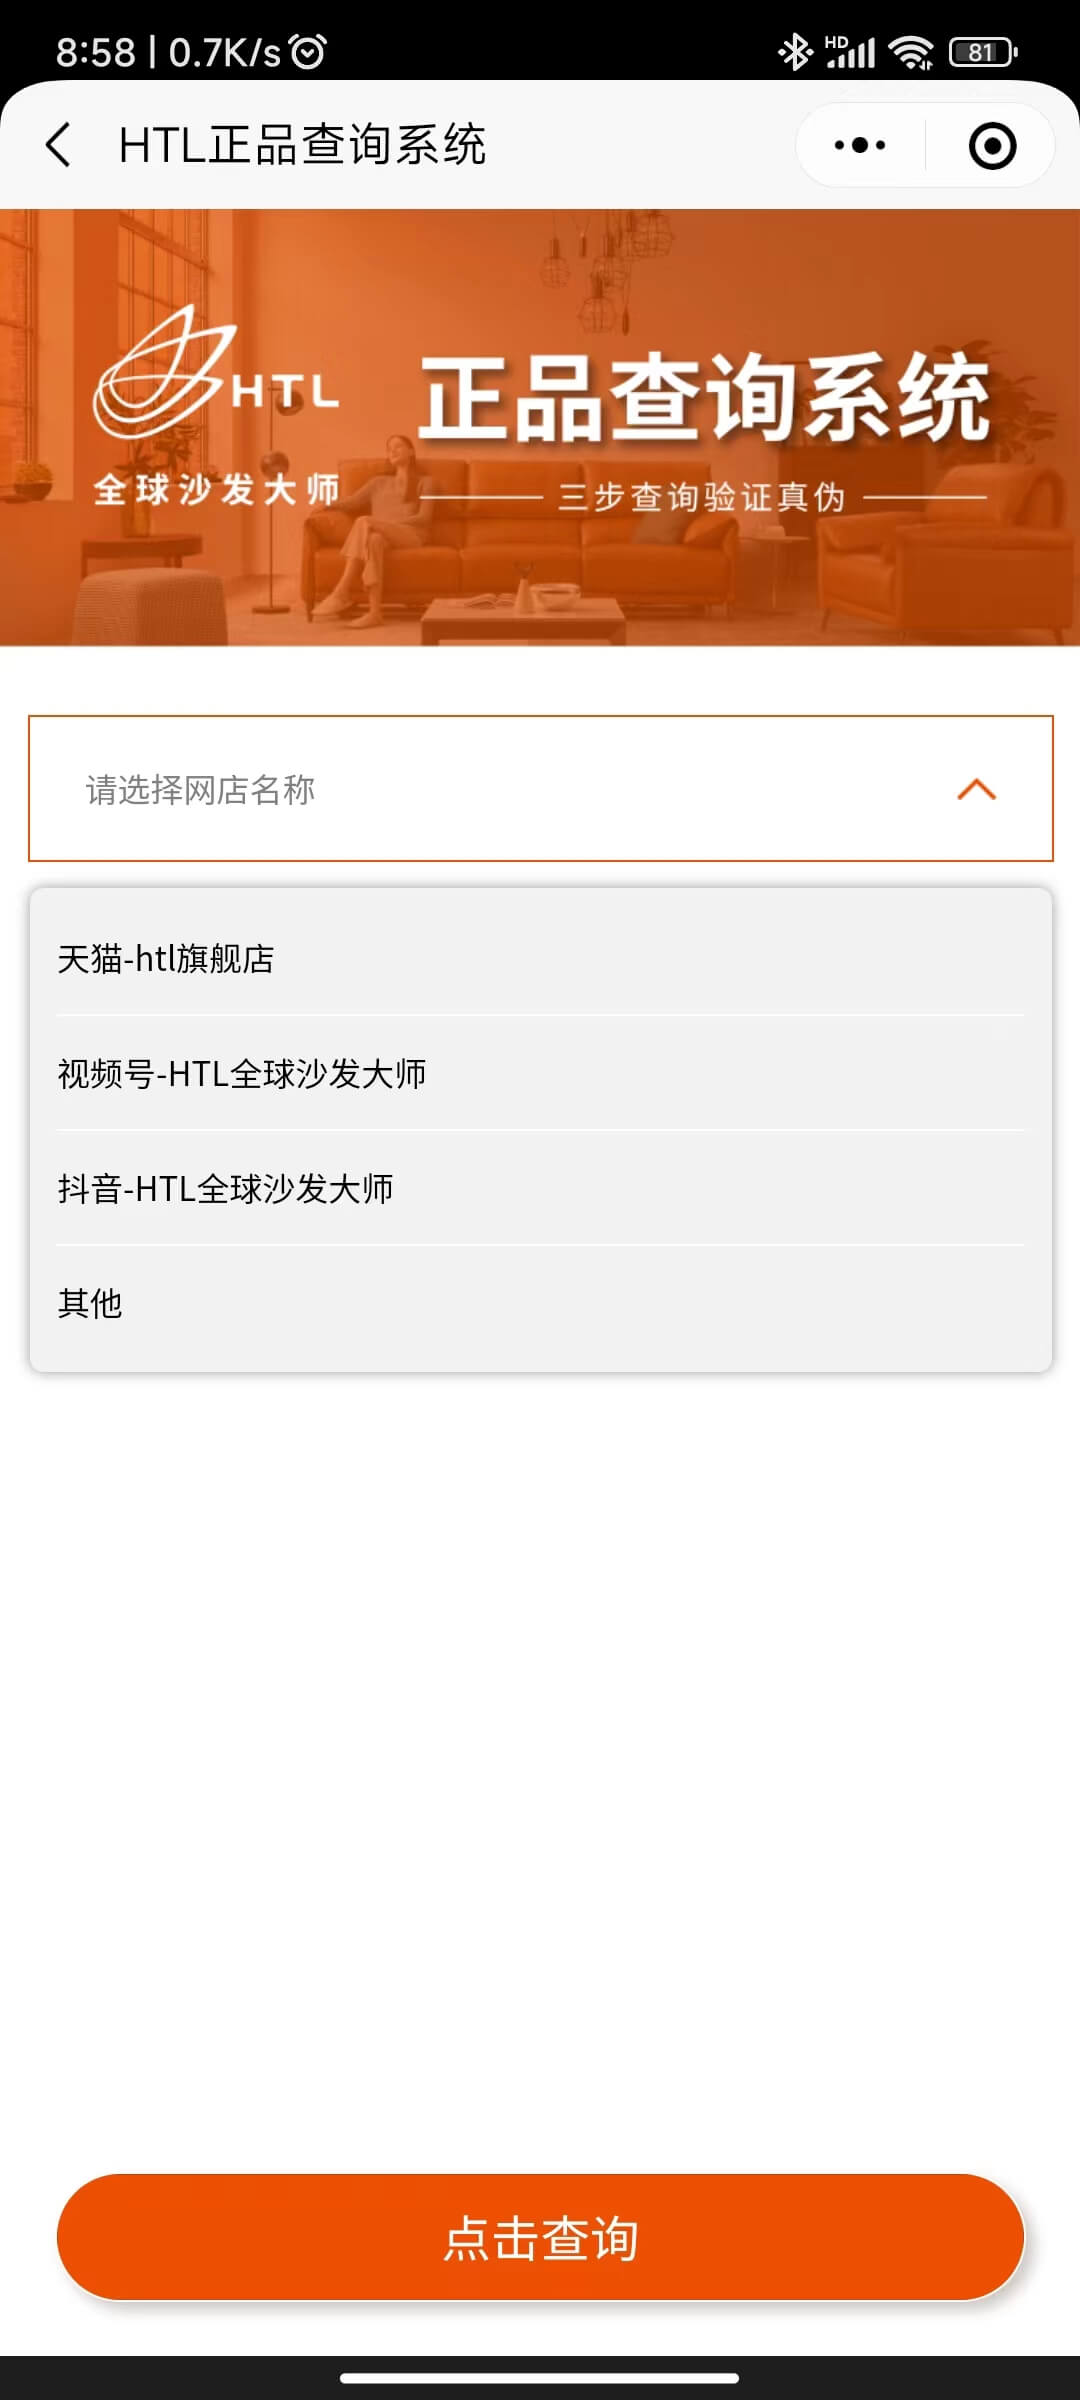 8:58 | 0.7K/s
HD
81
HTL正品查询系统
HTL
全球沙发大师
正品查询系统
三步查询验证真伪
请选择网店名称
天猫-htl旗舰店
视频号-HTL全球沙发大师
抖音-HTL全球沙发大师
其他
点击查询